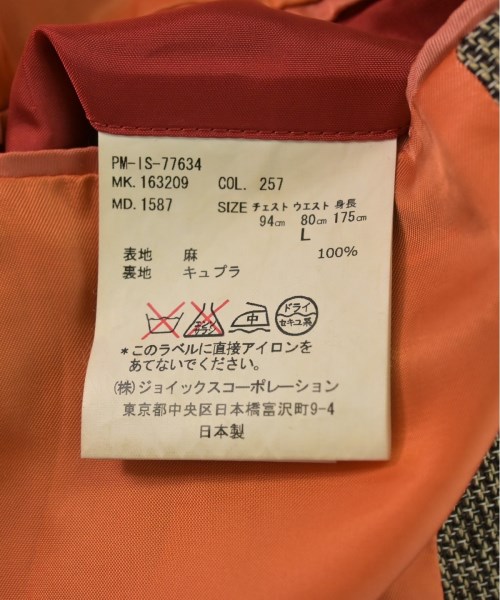 PM-IS-77634
MK. 163209 COL. 257
MD. 1587 SIZE チェスト ウエスト 身長
94cm 80cm 175cm
L
表地 麻 100%
裏地 キュプラ
中
ドライ
セキユ系
*このラベルに直接アイロンを
あてないでください。
(株)ジョイックスコーポレーション
東京都中央区日本橋富沢町9-4
日本製